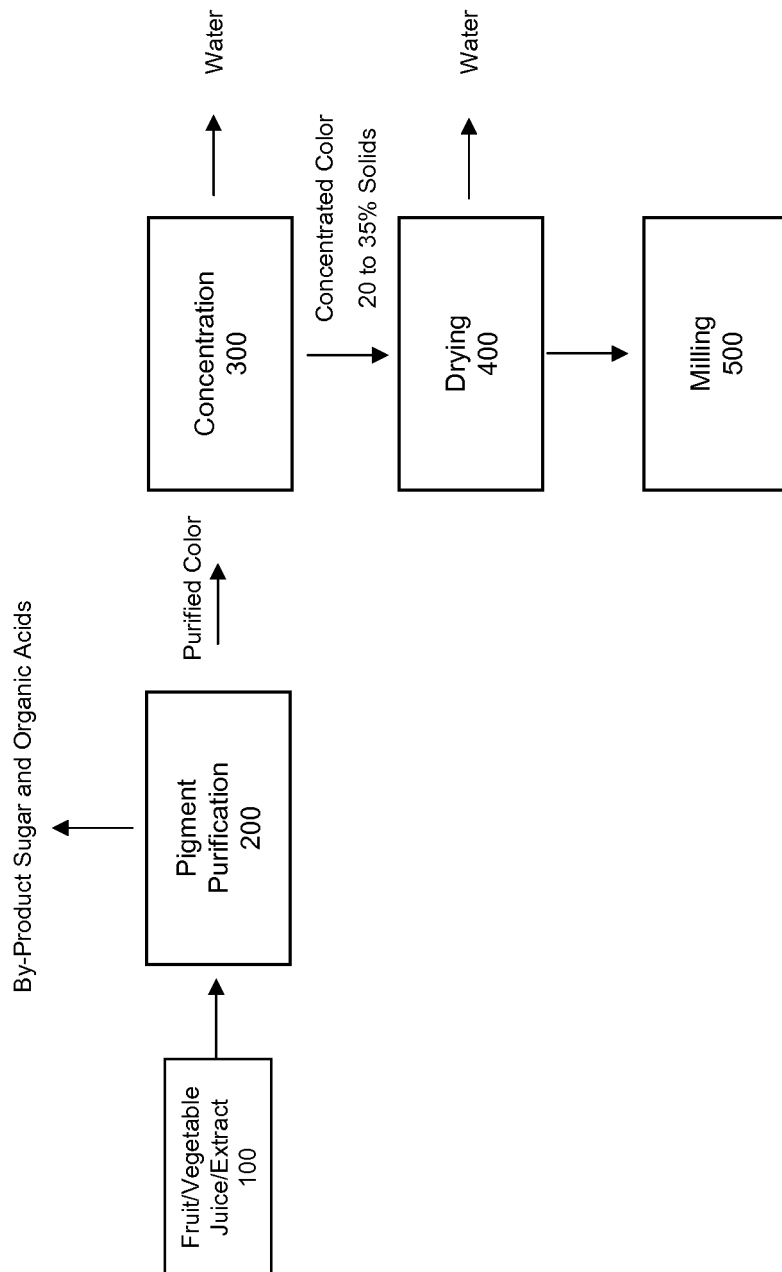 By-Product Sugar and Organic Acids
Fruit/Vegetable
Juice/Extract
100
Pigment
Purification
200
Purified Color
Concentration
300
Water
Concentrated Color
20 to 35% Solids
Drying
400
Water
Milling
500